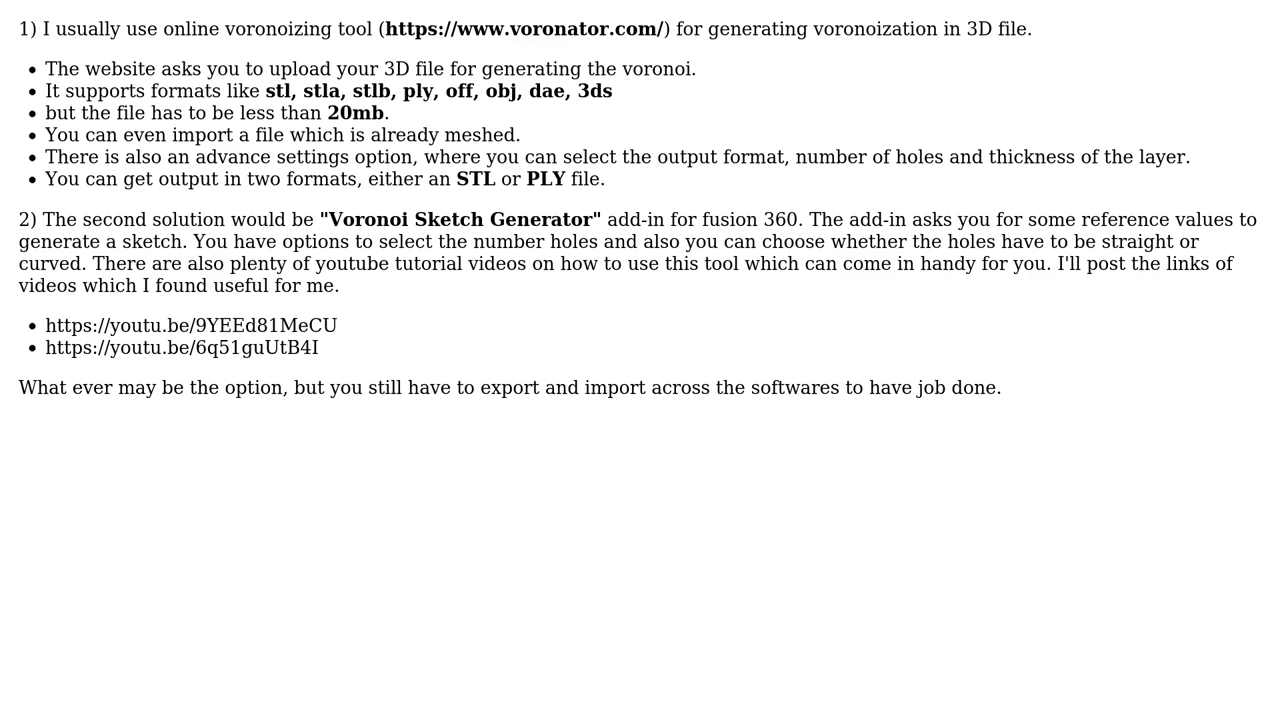 1) I usually use online voronoizing tool (https://www.voronator.com/) for generating voronoization in 3D file.
• The website asks you to upload your 3D file for generating the voronoi.
• It supports formats like stl, stla, stlb, ply, off, obj, dae, 3ds
• but the file has to be less than 20mb.
• You can even import a file which is already meshed.
• There is also an advance settings option, where you can select the output format, number of holes and thickness of the layer.
• You can get output in two formats, either an STL or PLY file.
2) The second solution would be "Voronoi Sketch Generator" add-in for fusion 360. The add-in asks you for some reference values to
generate a sketch. You have options to select the number holes and also you can choose whether the holes have to be straight or
curved. There are also plenty of youtube tutorial videos on how to use this tool which can come in handy for you. I'll post the links of
videos which I found useful for me.
• https://youtu.be/9YEEd81MeCU
• https://youtu.be/6q51guUtB4I
What ever may be the option, but you still have to export and import across the softwares to have job done.